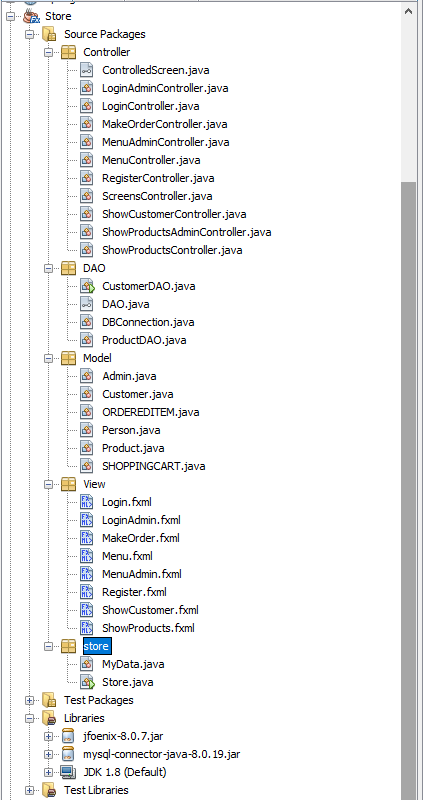 Store
Source Packages
Controller
ControlledScreen.java
LoginAdminController.java
LoginController.java
MakeOrderController.java
MenuAdminController.java
MenuController.java
RegisterController.java
ScreensController.java
ShowCustomerController.java
ShowProductsAdminController.java
ShowProductsController.java
DAO
CustomerDAO.java
DAO.java
DBConnection.java
ProductDAO.java
Model
Admin.java
Customer.java
ORDEREDITEM.java
Person.java
Product.java
SHOPPINGCART.java
View
Login.fxml
LoginAdmin.fxml
MakeOrder.fxml
Menu.fxml
MenuAdmin.fxml
Register.fxml
ShowCustomer.fxml
ShowProducts.fxml
store
MyData.java
Store.java
Test Packages
Libraries
jfoenix-8.0.7.jar
mysql-connector-java-8.0.19.jar
JDK 1.8 (Default)
Test Libraries